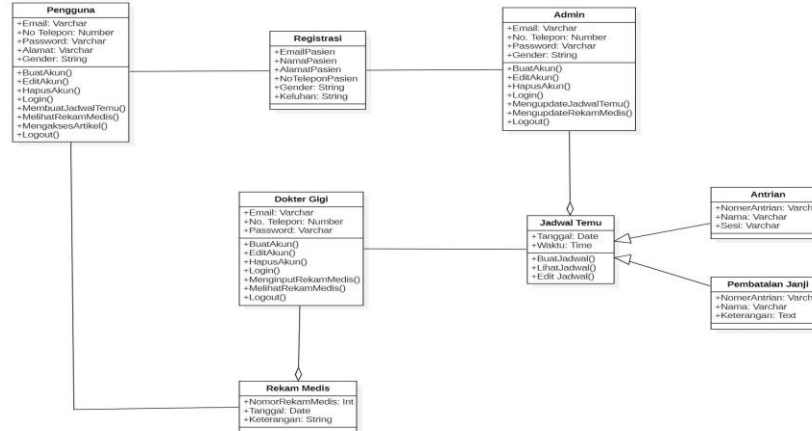 Pengguna
+Email: Varchar
+No Telepon: Number
+Password: Varchar
+Alamat: Varchar
+Gender: String
+BuatAkun()
+EditAkun()
+HapusAkun()
+Login()
+MembuatJadwalTemu()
+MelihatRekamMedis()
+MengaksesArtikel()
+Logout()
Registrasi
+EmailPasien
+NamaPasien
+AlamatPasien
+NoTeleponPasien
+Gender: String
+Keluhan: String
Admin
+Email: Varchar
+No. Telepon: Number
+Password: Varchar
+Gender: String
+BuatAkun()
+EditAkun()
+HapusAkun()
+Login()
+MengupdateJadwalTemu()
+MengupdateRekamMedis()
+Logout()
Dokter Gigi
+Email: Varchar
+No. Telepon: Number
+Password: Varchar
+BuatAkun()
+EditAkun()
+HapusAkun()
+Login()
+MenginputRekamMedis()
+MelihatRekamMedis()
+Logout()
Jadwal Temu
+Tanggal: Date
+Waktu: Time
+BuatJadwal()
+LihatJadwal()
+Edit Jadwal()
Antrian
+NomerAntrian: Varch
+Nama: Varchar
+Sesi: Varchar
Pembatalan Janji
+NomerAntrian: Varch
+Nama: Varchar
+Keterangan: Text
Rekam Medis
+NomorRekamMedis: Int
+Tanggal: Date
+Keterangan: String